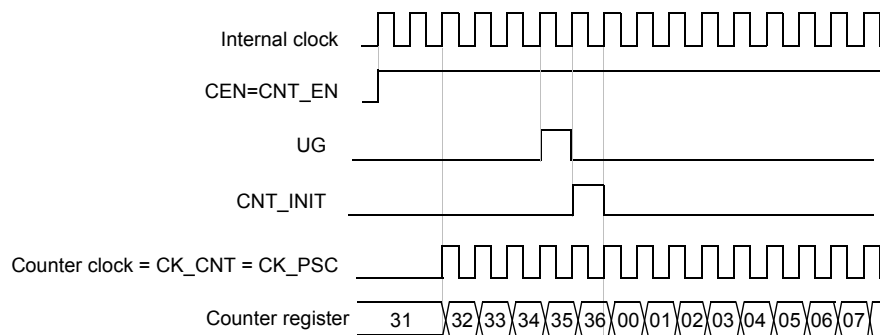 Internal clock
CEN=CNT_EN
UG
CNT_INIT
Counter clock = CK_CNT = CK_PSC
Counter register 31 32 33 34 35 36 00 01 02 03 04 05 06 07